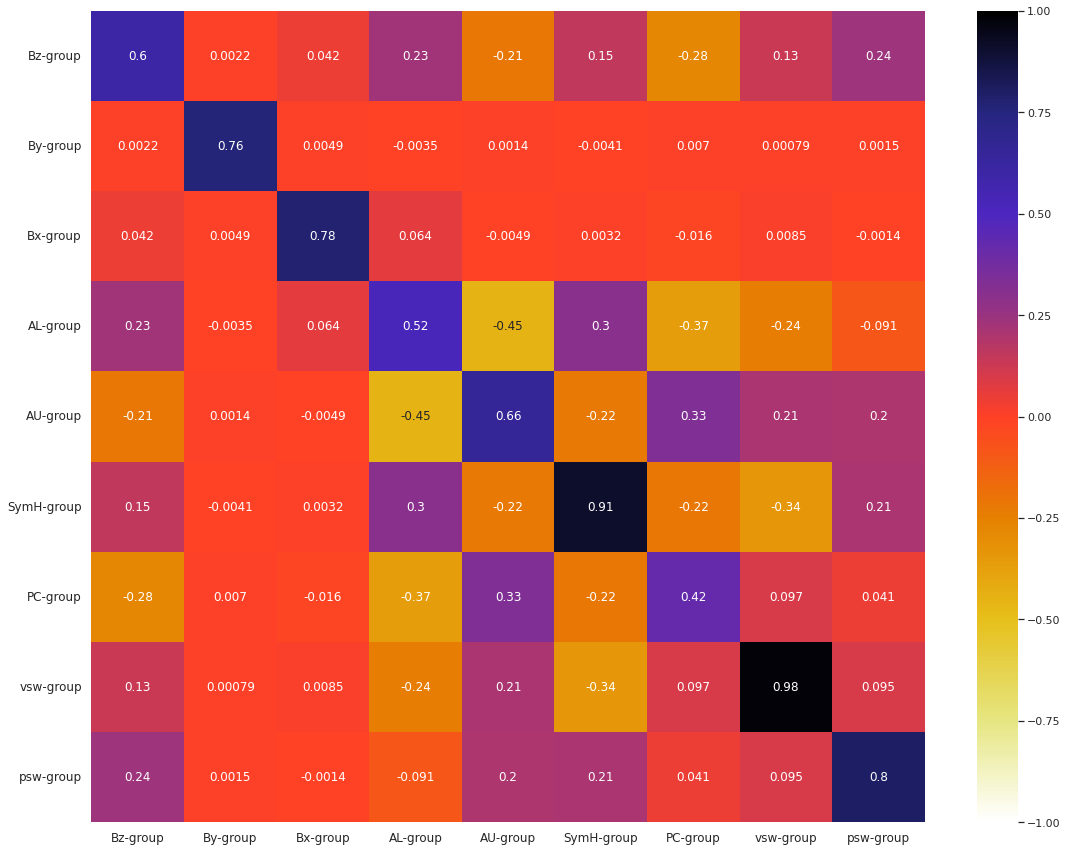 Bz-group 0.6 0.0022 0.042 0.23 -0.21 0.15 -0.28 0.13 0.24
By-group 0.0022 0.76 0.0049 -0.0035 0.0014 -0.0041 0.007 0.00079 0.0015
Bx-group 0.042 0.0049 0.78 0.064 -0.0049 0.0032 -0.016 0.0085 -0.0014
AL-group 0.23 -0.0035 0.064 0.52 -0.45 0.3 -0.37 -0.24 -0.091
AU-group -0.21 0.0014 -0.0049 -0.45 0.66 -0.22 0.33 0.21 0.2
SymH-group 0.15 -0.0041 0.0032 0.3 -0.22 0.91 -0.22 -0.34 0.21
PC-group -0.28 0.007 -0.016 -0.37 0.33 -0.22 0.42 0.097 0.041
vsw-group 0.13 0.00079 0.0085 -0.24 0.21 -0.34 0.097 0.98 0.095
psw-group 0.24 0.0015 -0.0014 -0.091 0.2 0.21 0.041 0.095 0.8
Bz-group By-group Bx-group AL-group AU-group SymH-group PC-group vsw-group psw-group
1.00
0.75
0.50
0.25
0.00
−0.25
−0.50
−0.75
−1.00